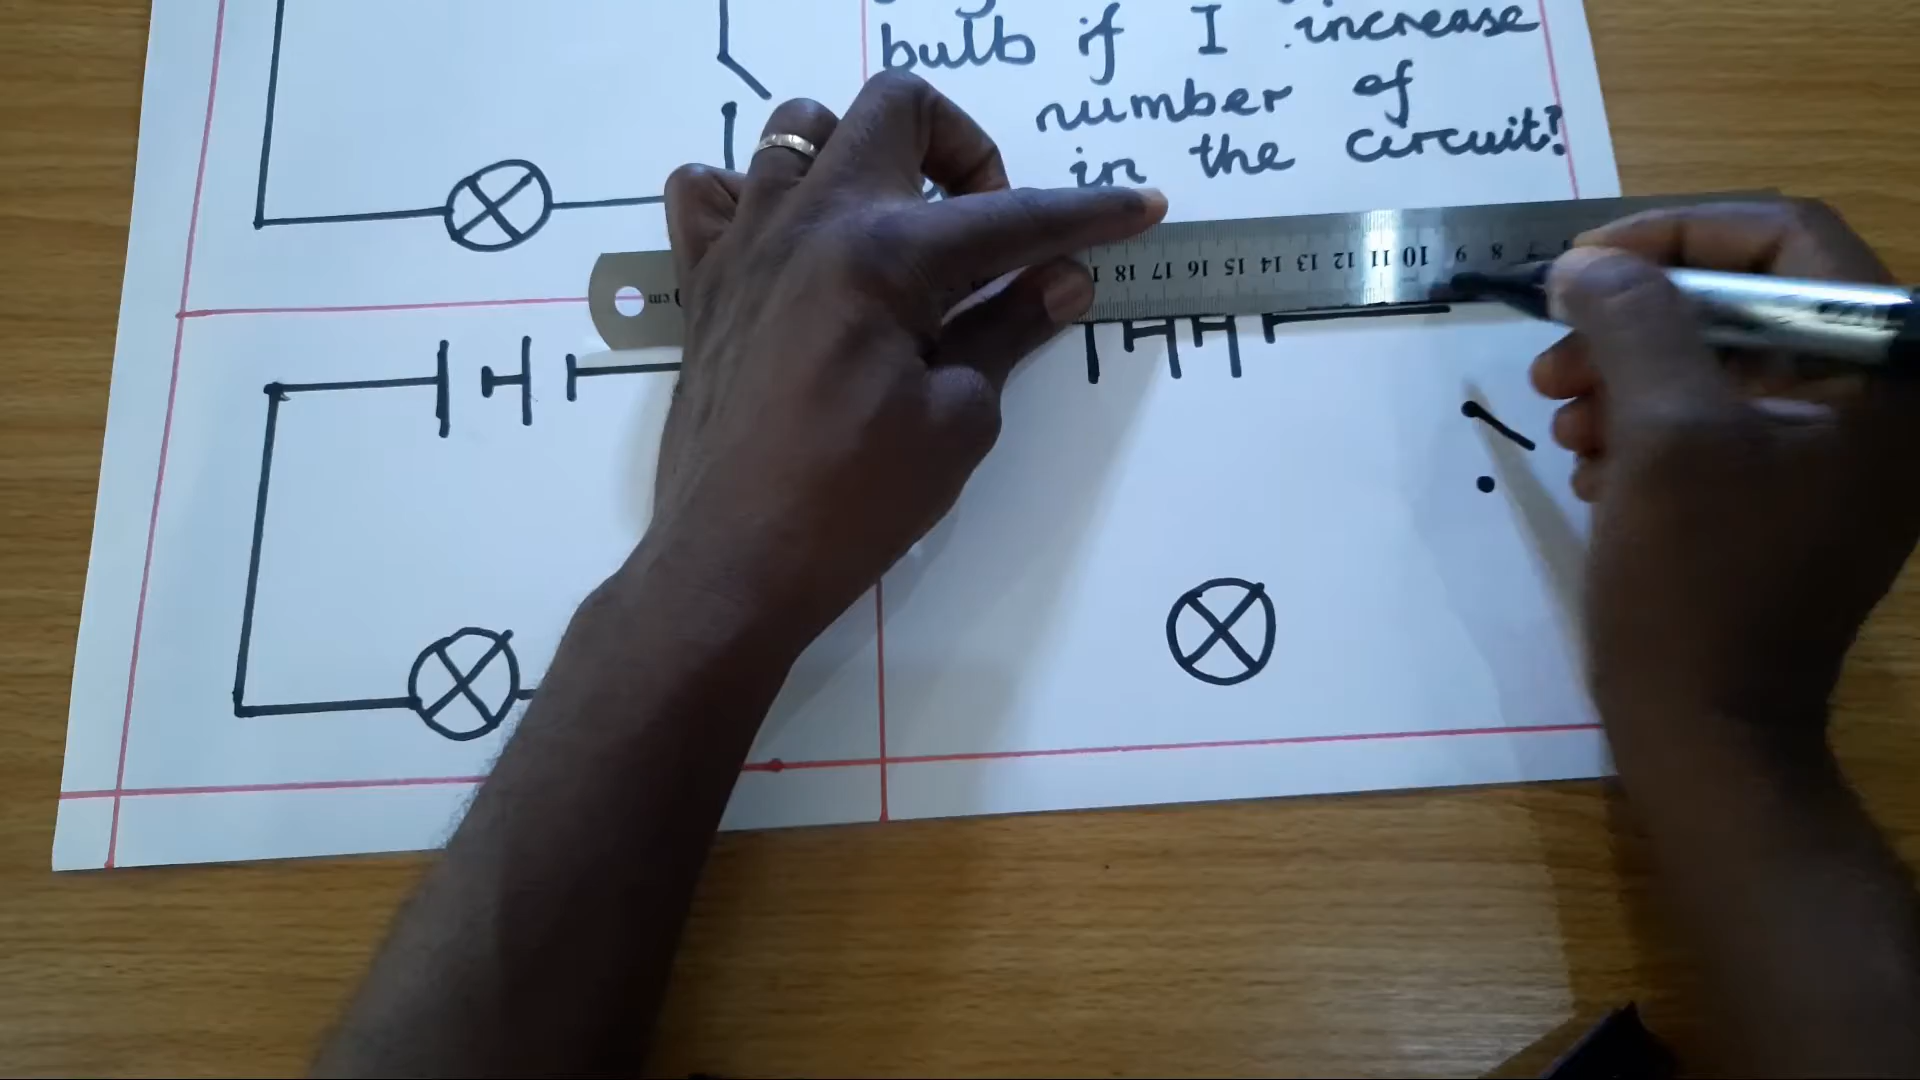 bulb if I increase
number of
in the circuit?
18 17 16 15 14 13 12 11 10 9 8 7
cm